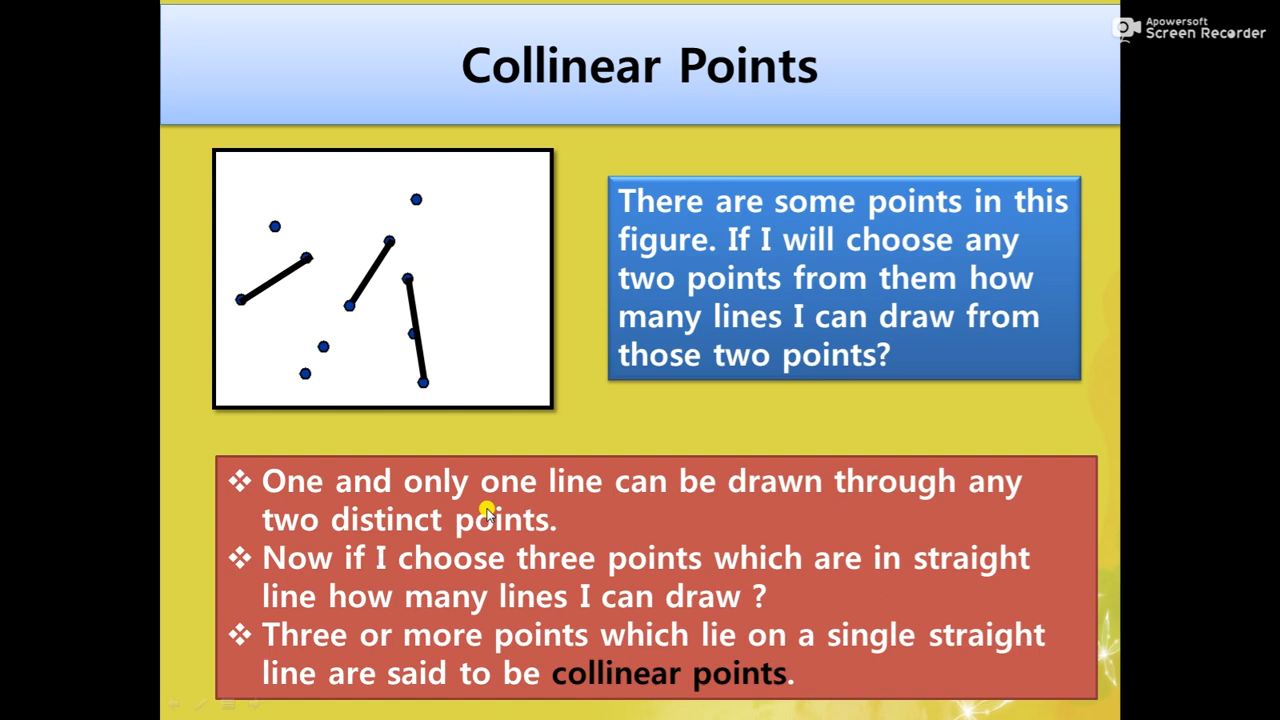 Apowersoft
Screen Recorder
Collinear Points
There are some points in this
figure. If I will choose any
two points from them how
many lines I can draw from
those two points?
❖ One and only one line can be drawn through any
two distinct points.
❖ Now if I choose three points which are in straight
line how many lines I can draw ?
❖ Three or more points which lie on a single straight
line are said to be collinear points.